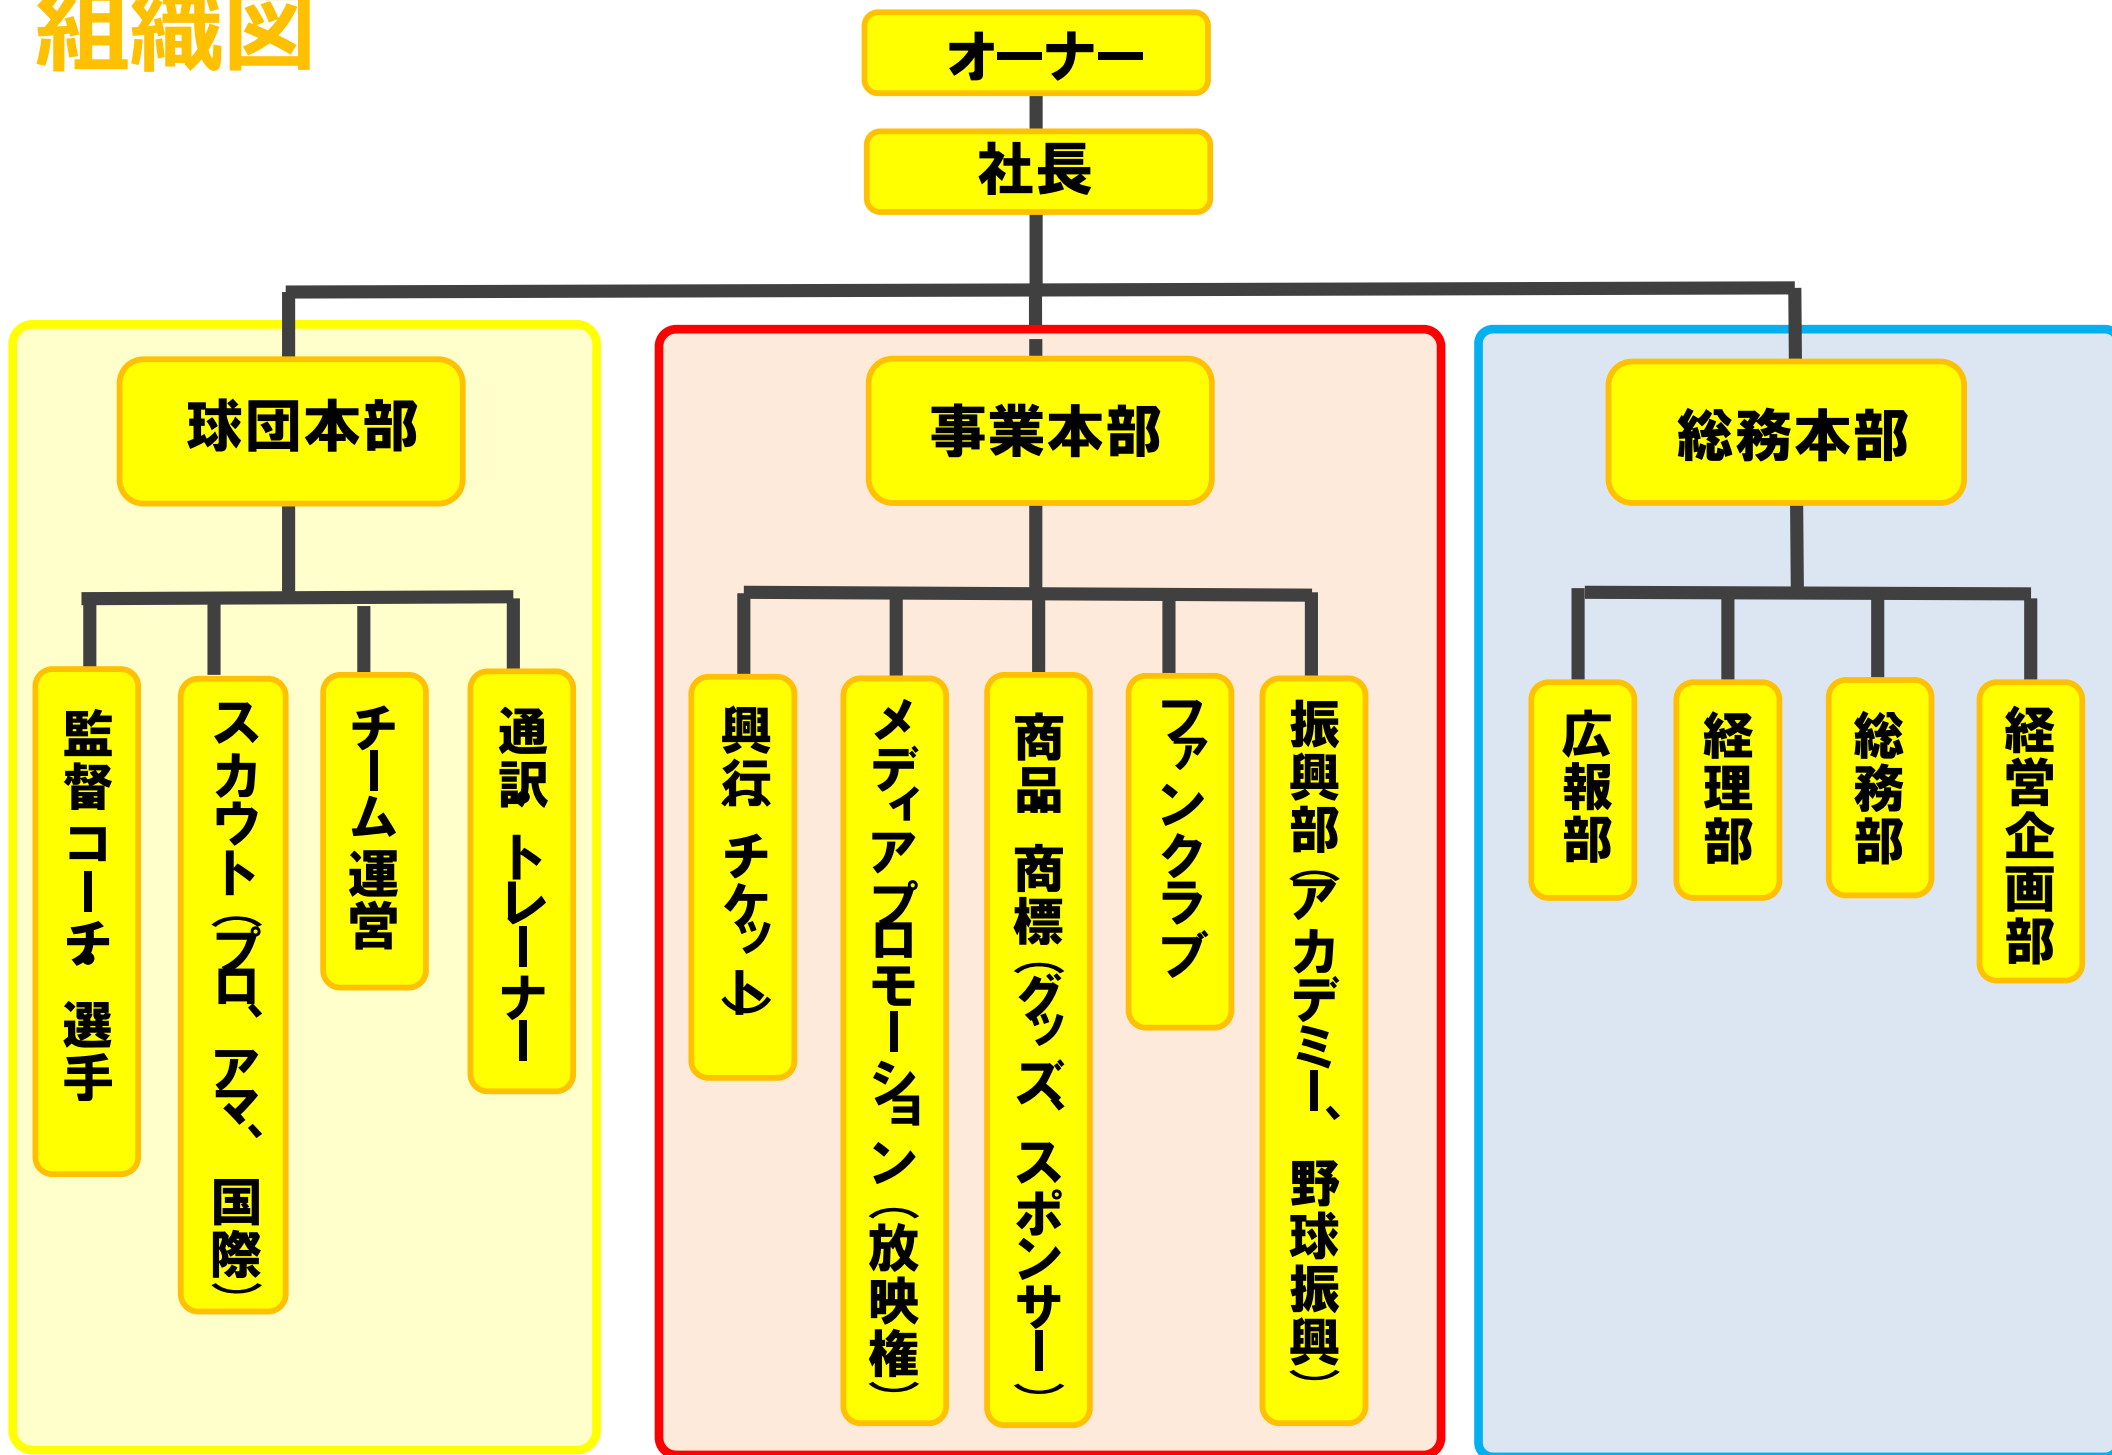 組織図
オーナー
社長
球団本部
事業本部
総務本部
監督コーチ・選手
スカウト（プロ、アマ、国際）
チーム運営
通訳 トレーナー
興行（チケット）
メディアプロモーション（放映権）
商品 商標（グッズ、スポンサー）
ファンクラブ
振興部（アカデミー、野球振興）
広報部
経理部
総務部
経営企画部